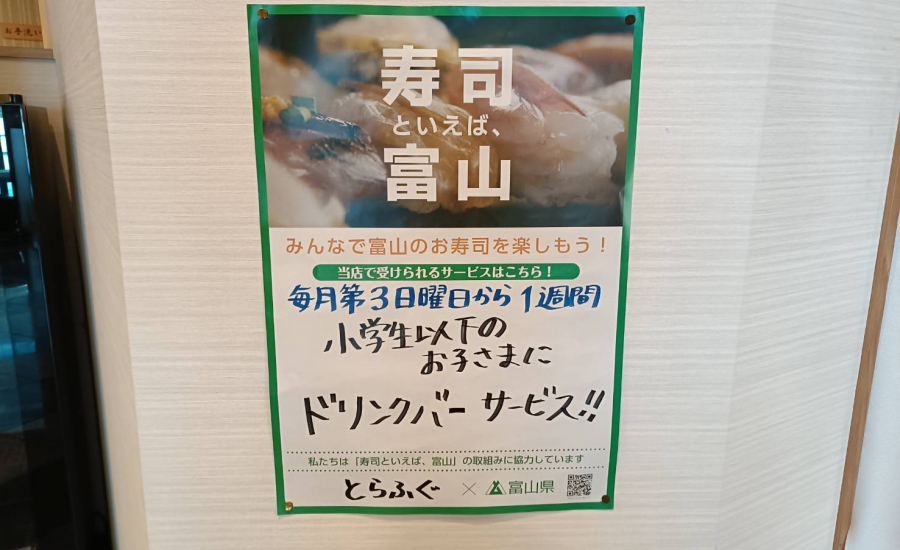 お手洗い
寿司
といえば、
富山
みんなで富山のお寿司を楽しもう！
当店で受けられるサービスはこちら！
毎月第3日曜日から1週間
小学生以下の
お子さまに
ドリンクバー サービス!!
私たちは「寿司といえば、富山」の取組みに協力しています
とらふぐ × 富山県